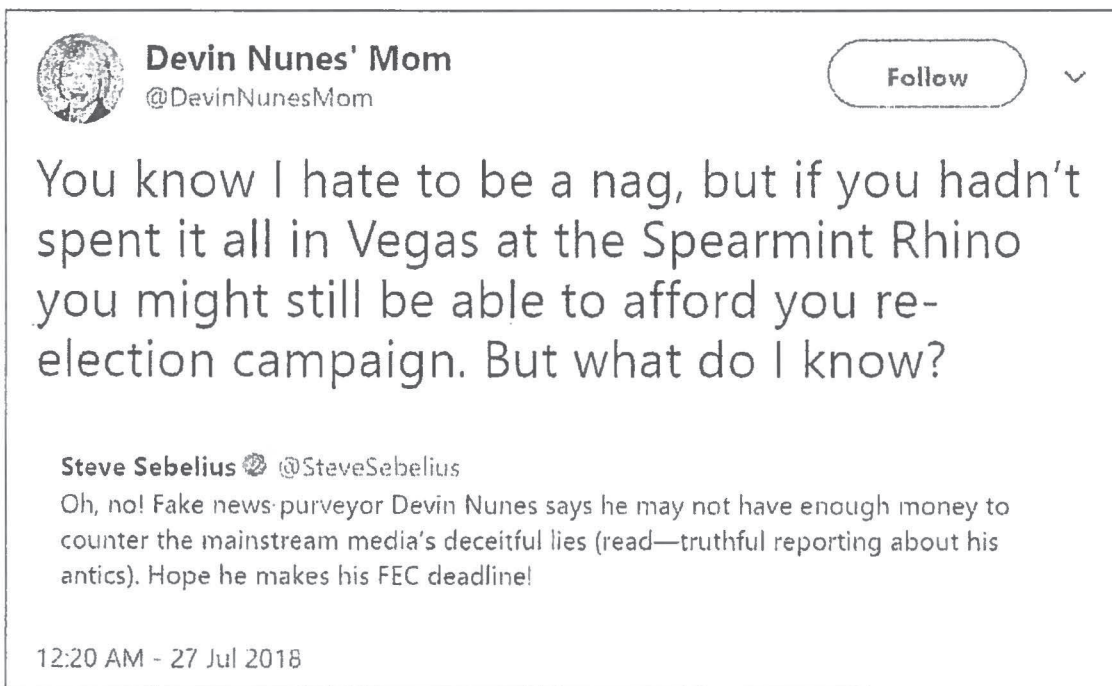 Devin Nunes' Mom
@DevinNunesMom
Follow
You know I hate to be a nag, but if you hadn't
spent it all in Vegas at the Spearmint Rhino
you might still be able to afford you re-
election campaign. But what do I know?
Steve Sebelius @SteveSebelius
Oh, no! Fake news purveyor Devin Nunes says he may not have enough money to
counter the mainstream media's deceitful lies (read—truthful reporting about his
antics). Hope he makes his FEC deadline!
12:20 AM - 27 Jul 2018